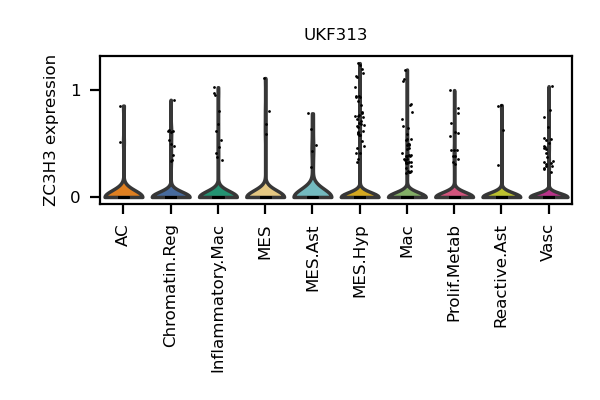 UKF313
ZC3H3 expression
1
0
AC
Chromatin.Reg
Inflammatory.Mac
MES
MES.Ast
MES.Hyp
Mac
Prolif.Metab
Reactive.Ast
Vasc